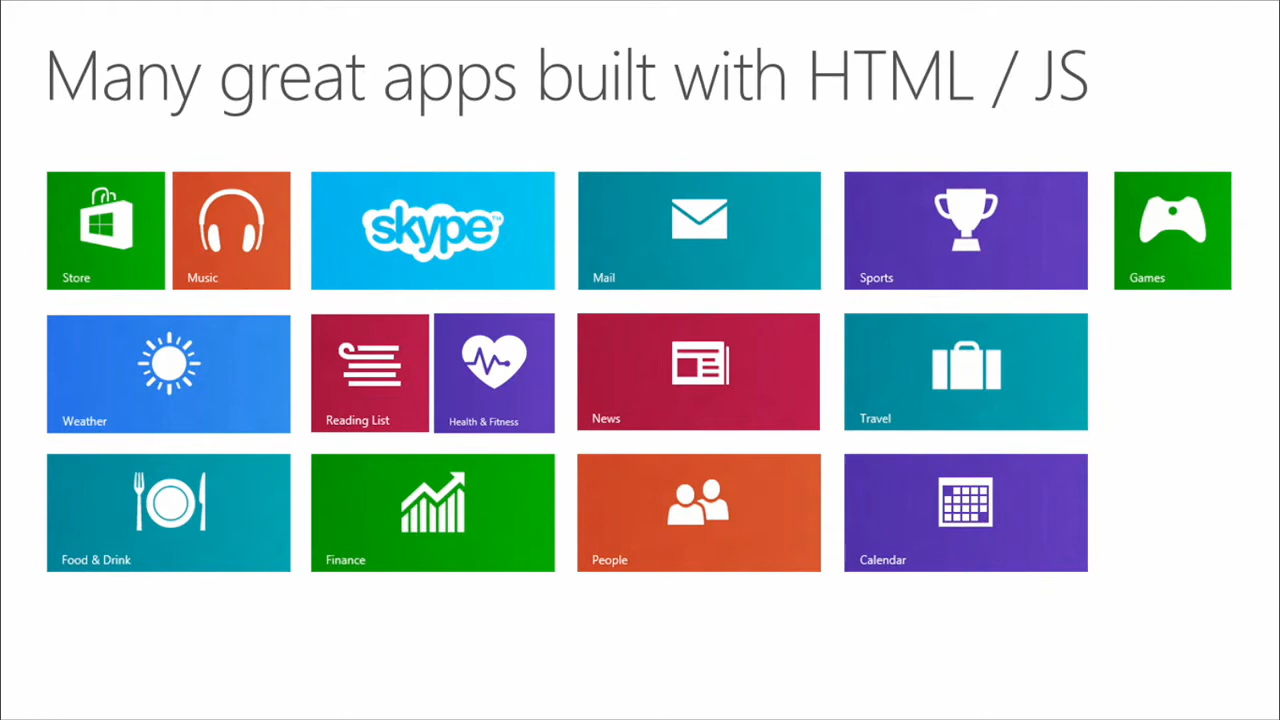 Many great apps built with HTML / JS
Store
Music
skype™
Mail
Sports
Games
Weather
Reading List
Health & Fitness
News
Travel
Food & Drink
Finance
People
Calendar